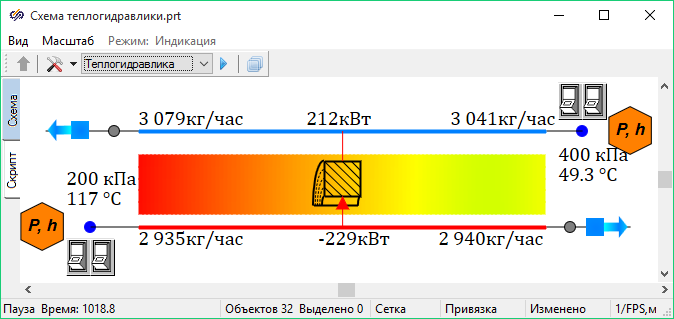 Схема теплогидравлики.prt
Вид Масштаб Режим: Индикация
Теплогидравлика
Схема
Скрипт
3 079кг/час 212кВт 3 041кг/час
P, h
400 кПа
49.3 °C
200 кПа
117 °C
P, h
2 935кг/час -229кВт 2 940кг/час
Пауза Время: 1018.8 Объектов 32 Выделено 0 Сетка Привязка Изменено 1/FPS,м